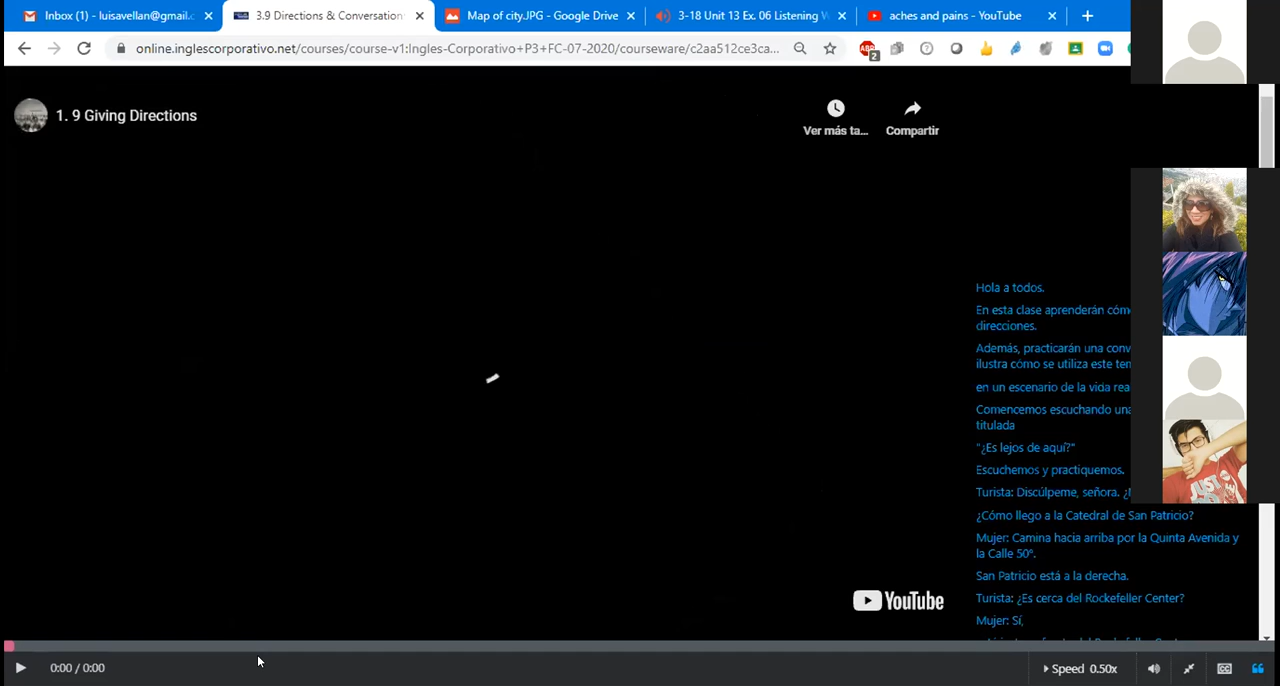 Inbox (1) - luisavellan@gmail.c
3.9 Directions & Conversation
Map of city.JPG - Google Drive
3-18 Unit 13 Ex. 06 Listening W
aches and pains - YouTube
online.inglescorporativo.net/courses/course-v1:Ingles-Corporativo+P3+FC-07-2020/courseware/c2aa512ce3ca...
2
1. 9 Giving Directions
Ver más ta...
Compartir
Hola a todos.
En esta clase aprenderán cóm
direcciones.
Además, practicarán una conv
ilustra cómo se utiliza este ten
en un escenario de la vida rea
Comencemos escuchando una
titulada
"¿Es lejos de aquí?"
Escuchemos y practiquemos.
Turista: Discúlpeme, señora.
¿Cómo llego a la Catedral de San Patricio?
Mujer: Camina hacia arriba por la Quinta Avenida y
la Calle 50°.
San Patricio está a la derecha.
Turista: ¿Es cerca del Rockefeller Center?
Mujer: Sí,
YouTube
0:00 / 0:00
Speed 0.50x
CC
JUST